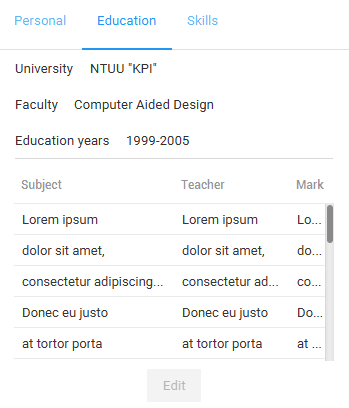 Personal Education Skills
University NTUU "KPI"
Faculty Computer Aided Design
Education years 1999-2005
Subject Teacher Mark
Lorem ipsum Lorem ipsum Lo...
dolor sit amet, dolor sit amet, do...
consectetur adipiscing... consectetur ad... co...
Donec eu justo Donec eu justo Do...
at tortor porta at tortor porta at ...
Edit